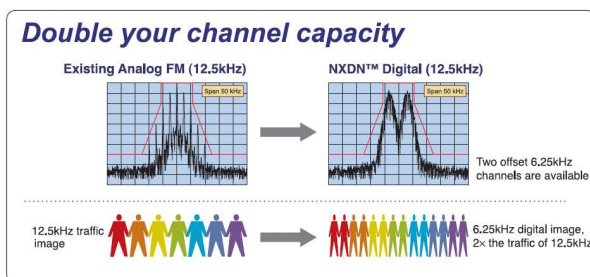 Double your channel capacity
Existing Analog FM (12.5kHz)
NXDN™ Digital (12.5kHz)
Span 50 kHz
Span 50 kHz
Two offset 6.25kHz
channels are available
12.5kHz traffic
image
6.25kHz digital image,
2× the traffic of 12.5kHz